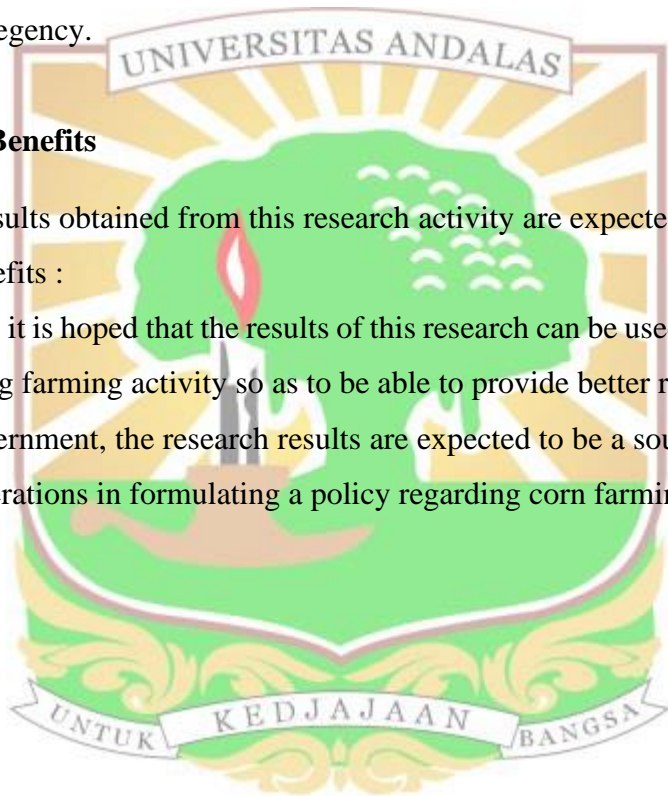 egency.
UNIVERSITAS ANDALAS
Benefits
sults obtained from this research activity are expecte
efits :
, it is hoped that the results of this research can be use
g farming activity so as to be able to provide better r
ernment, the research results are expected to be a sou
erations in formulating a policy regarding corn farmin
UNTUK KEDJAJAAN BANGSA